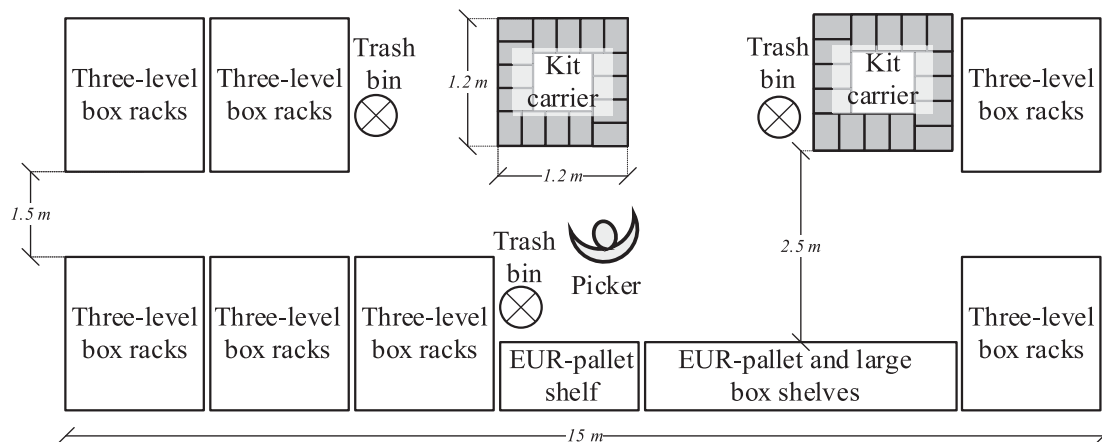 Three-level
box racks
Three-level
box racks
Trash
bin
1.2 m
Kit
carrier
1.2 m
Trash
bin
Kit
carrier
Three-level
box racks
1.5 m
2.5 m
Trash
bin
Picker
Three-level
box racks
Three-level
box racks
Three-level
box racks
EUR-pallet
shelf
EUR-pallet and large
box shelves
Three-level
box racks
15 m